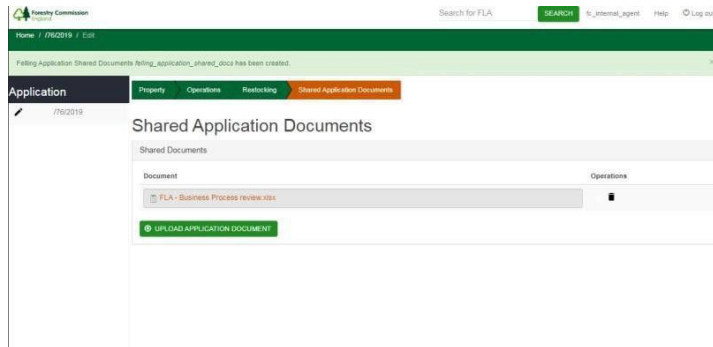 Forestry Commission
England
Search for FLA
SEARCH
fc_internal_agent
Help
Log ou
Home / /76/2019 / Edit
Felling Application Shared Documents /felling_application_shared_docs has been created.
Application
/76/2019
Property
Operations
Restocking
Shared Application Documents
Shared Application Documents
Shared Documents
Document
Operations
FLA - Business Process review.xlsx
UPLOAD APPLICATION DOCUMENT